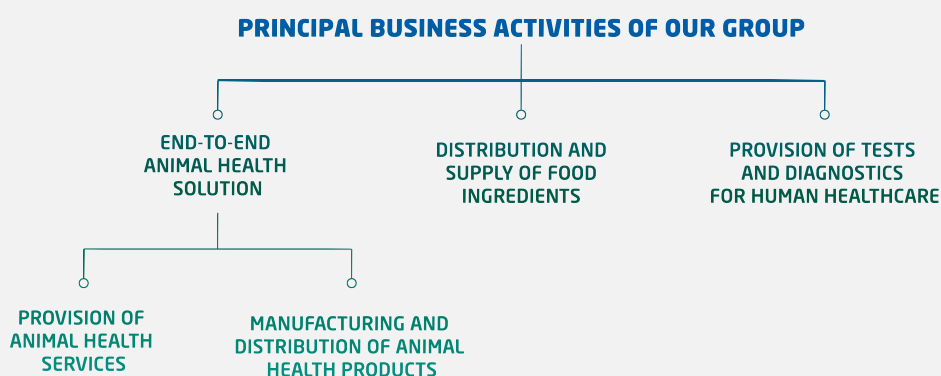 PRINCIPAL BUSINESS ACTIVITIES OF OUR GROUP
END-TO-END
ANIMAL HEALTH
SOLUTION
DISTRIBUTION AND
SUPPLY OF FOOD
INGREDIENTS
PROVISION OF TESTS
AND DIAGNOSTICS
FOR HUMAN HEALTHCARE
PROVISION OF
ANIMAL HEALTH
SERVICES
MANUFACTURING AND
DISTRIBUTION OF ANIMAL
HEALTH PRODUCTS